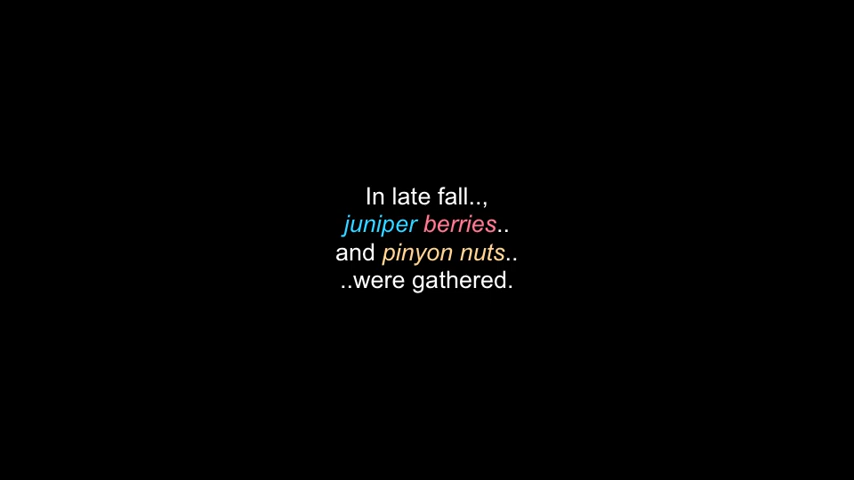 In late fall..,
juniper berries..
and pinyon nuts..
..were gathered.